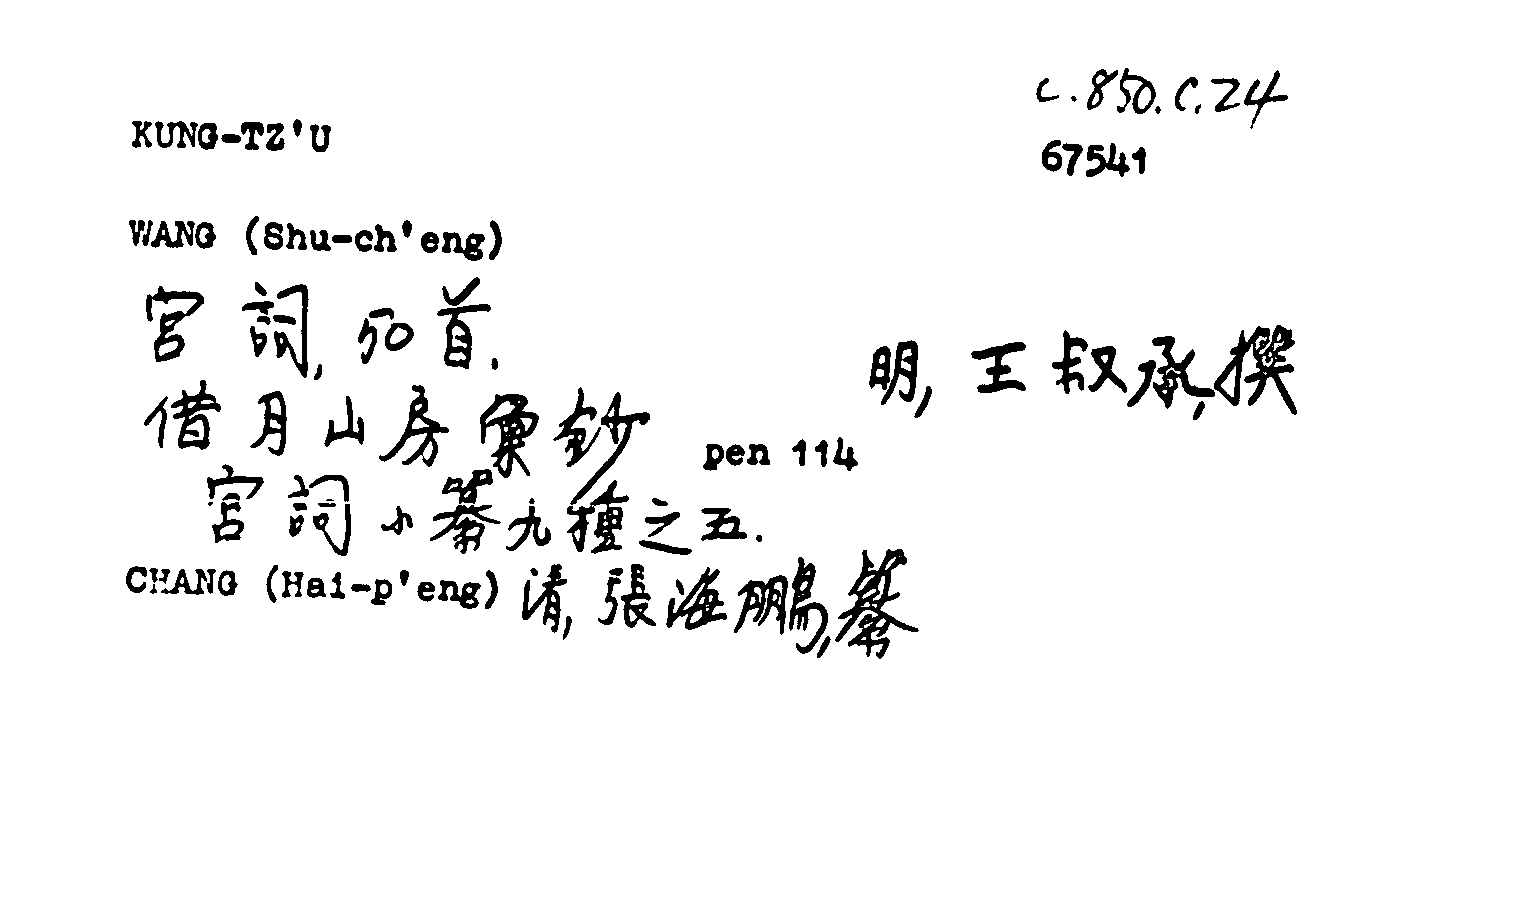 c.850.c.24
KUNG-TZ'U
67541
WANG (Shu-ch'eng)
宮詞, 50首.
明, 王叔承, 撰
借月山房彙鈔 pen 114
宮詞小纂九種之五.
CHANG (Hai-p'eng) 清, 張海鵬, 纂